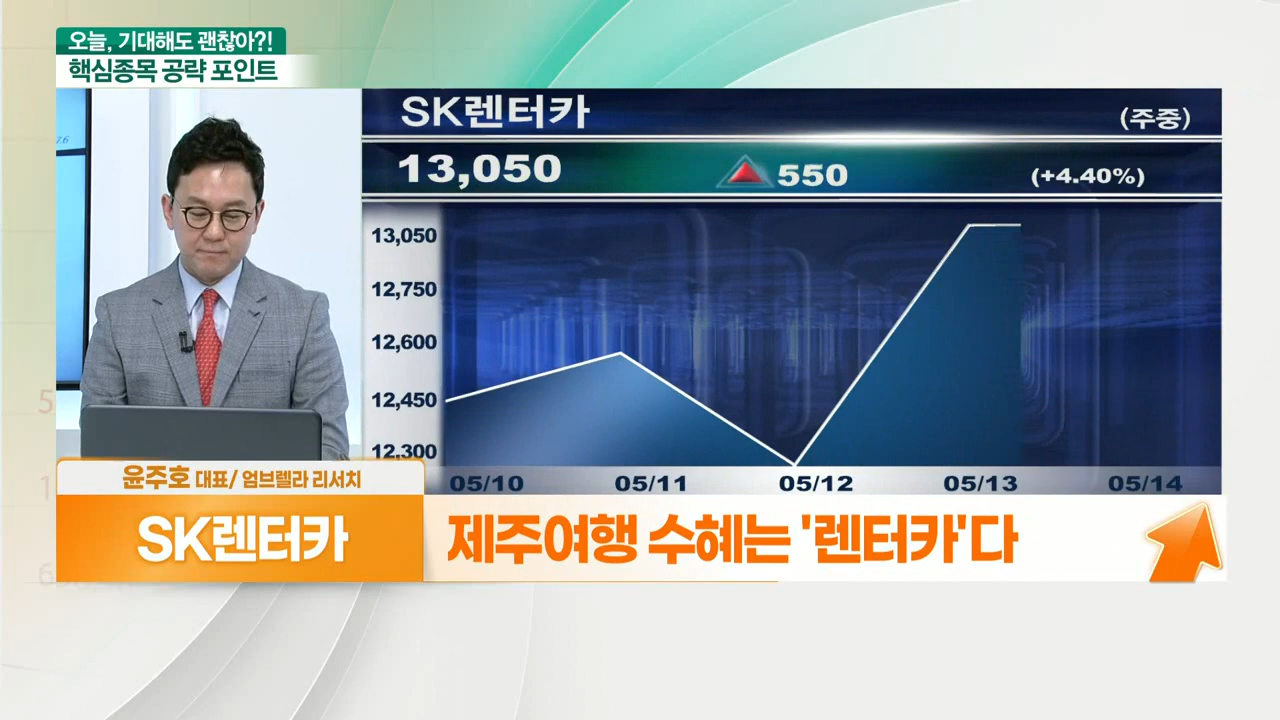 오늘, 기대해도 괜찮아?!
핵심종목 공략 포인트
SK렌터카
(주중)
13,050
550
(+4.40%)
13,050
12,750
12,600
12,450
12,300
05/10 05/11 05/12 05/13 05/14
윤주호 대표/ 엄브렐라 리서치
SK렌터카
제주여행 수혜는 '렌터카'다